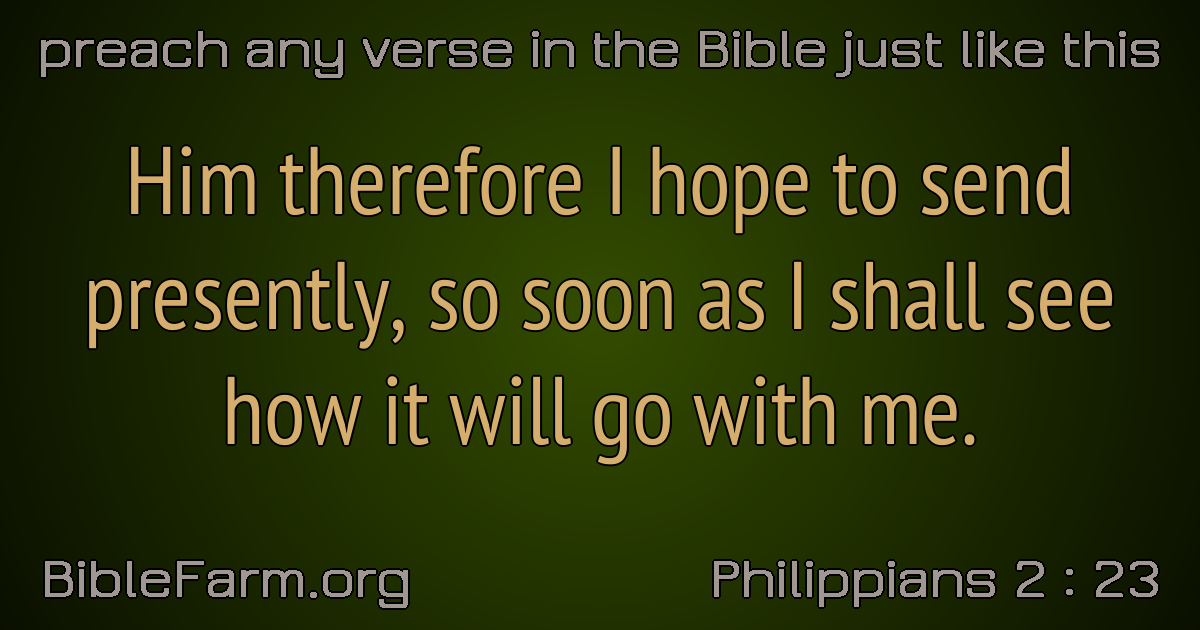 preach any verse in the Bible just like this
Him therefore I hope to send
presently, so soon as I shall see
how it will go with me.
BibleFarm.org
Philippians 2 : 23